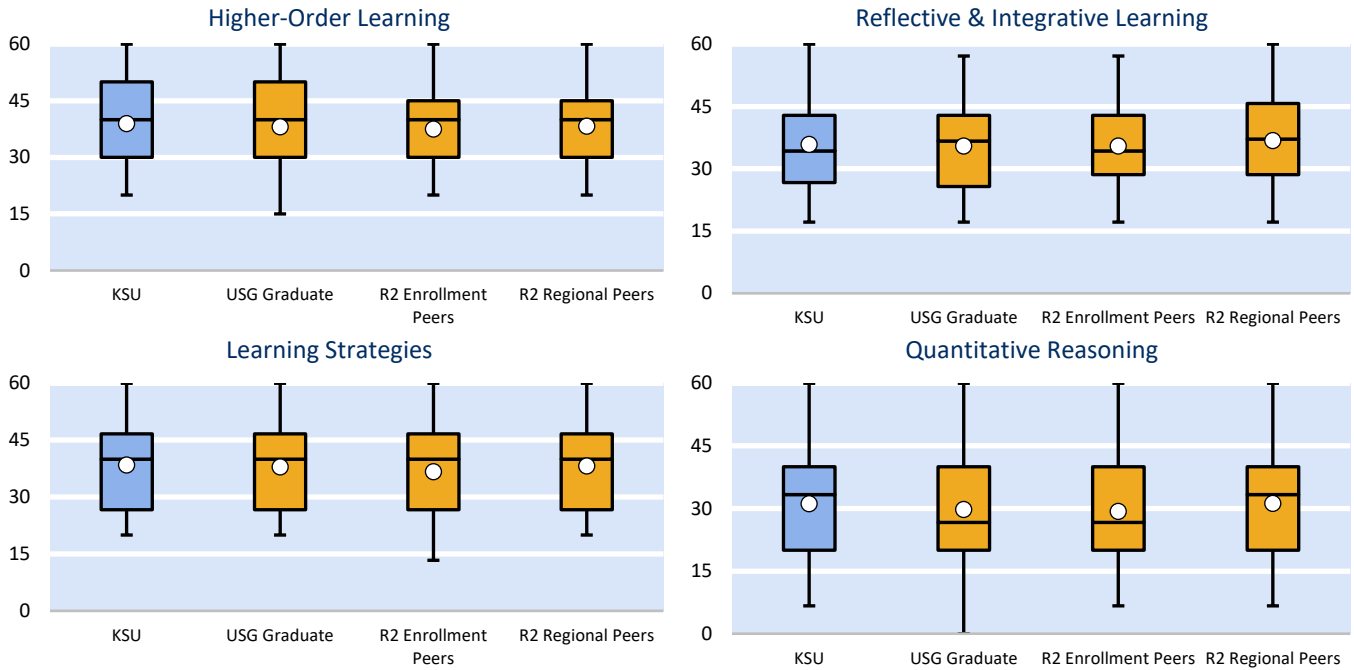 Higher-Order Learning
60
45
30
15
0
KSU
USG Graduate
R2 Enrollment
Peers
R2 Regional Peers
Reflective & Integrative Learning
60
45
30
15
0
KSU
USG Graduate
R2 Enrollment Peers
R2 Regional Peers
Learning Strategies
60
45
30
15
0
KSU
USG Graduate
R2 Enrollment
Peers
R2 Regional Peers
Quantitative Reasoning
60
45
30
15
0
KSU
USG Graduate
R2 Enrollment Peers
R2 Regional Peers